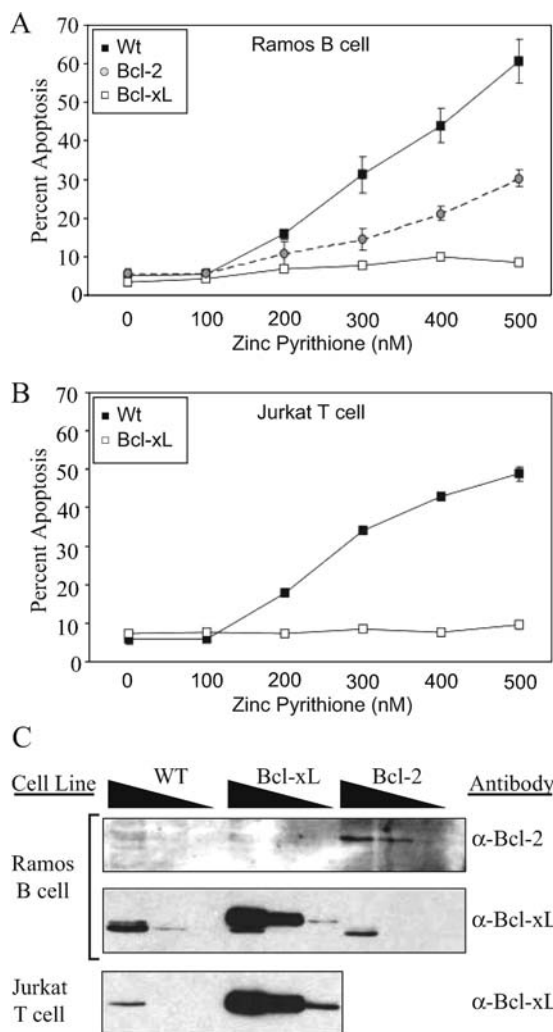 A
Ramos B cell
Wt
Bcl-2
Bcl-xL
Percent Apoptosis
70
60
50
40
30
20
10
0
0 100 200 300 400 500
Zinc Pyrithione (nM)
B
Jurkat T cell
Wt
Bcl-xL
Percent Apoptosis
70
60
50
40
30
20
10
0
0 100 200 300 400 500
Zinc Pyrithione (nM)
C
Cell Line WT Bcl-xL Bcl-2 Antibody
Ramos
B cell
α-Bcl-2
α-Bcl-xL
Jurkat
T cell
α-Bcl-xL